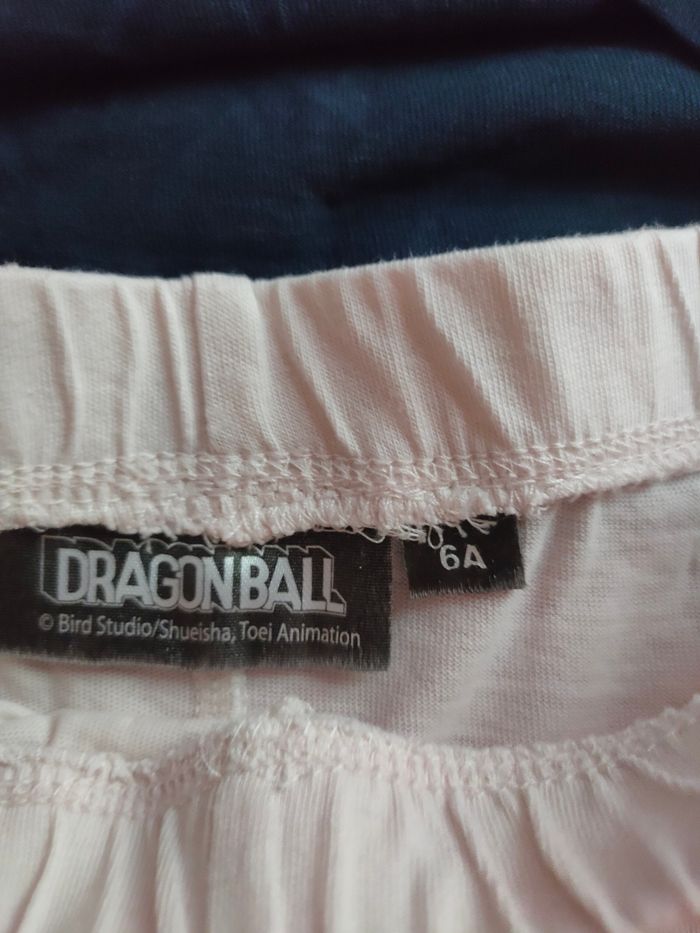 DRAGON BALL
© Bird Studio/Shueisha, Toei Animation
6A